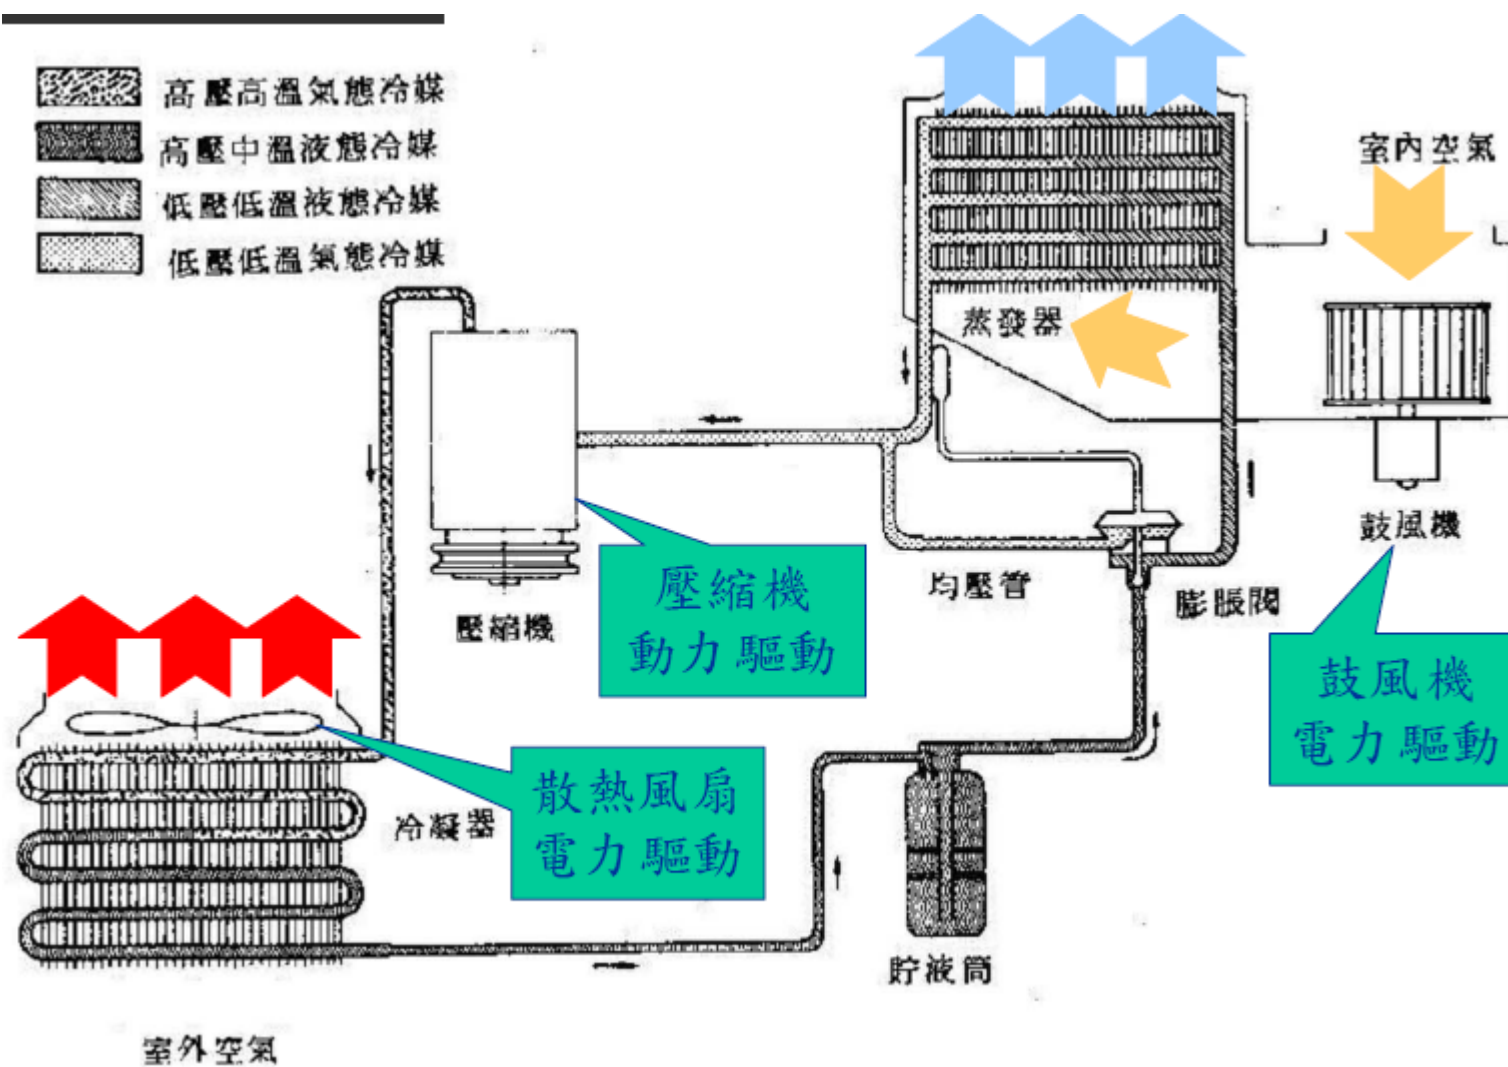 高壓高溫氣態冷媒
高壓中溫液態冷媒
低壓低溫液態冷媒
低壓低溫氣態冷媒
室內空氣
蒸發器
鼓風機
均壓管
膨脹閥
壓縮機
壓縮機
動力驅動
鼓風機
電力驅動
散熱風扇
電力驅動
冷凝器
貯液筒
室外空氣